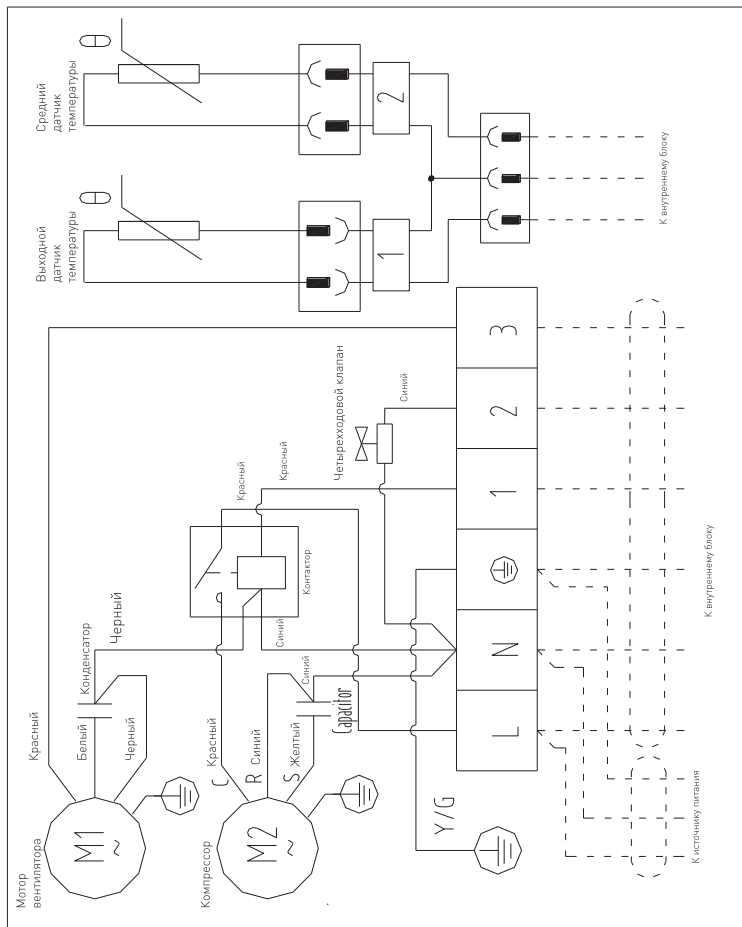 Средний
датчик
температуры
θ
2
Выходной
датчик
температуры
θ
1
К внутреннему блоку
Красный
Конденсатор
Черный
Белый
Черный
M1
~
Мотор
вентилятора
Красный
Красный
Контактор
Синий
Четырехходовой клапан
Синий
Красный
C
R
Синий
S
Желтый
Синий
Capacitor
M2
~
Компрессор
Y/G
L
N
1
2
3
К внутреннему блоку
К источнику питания